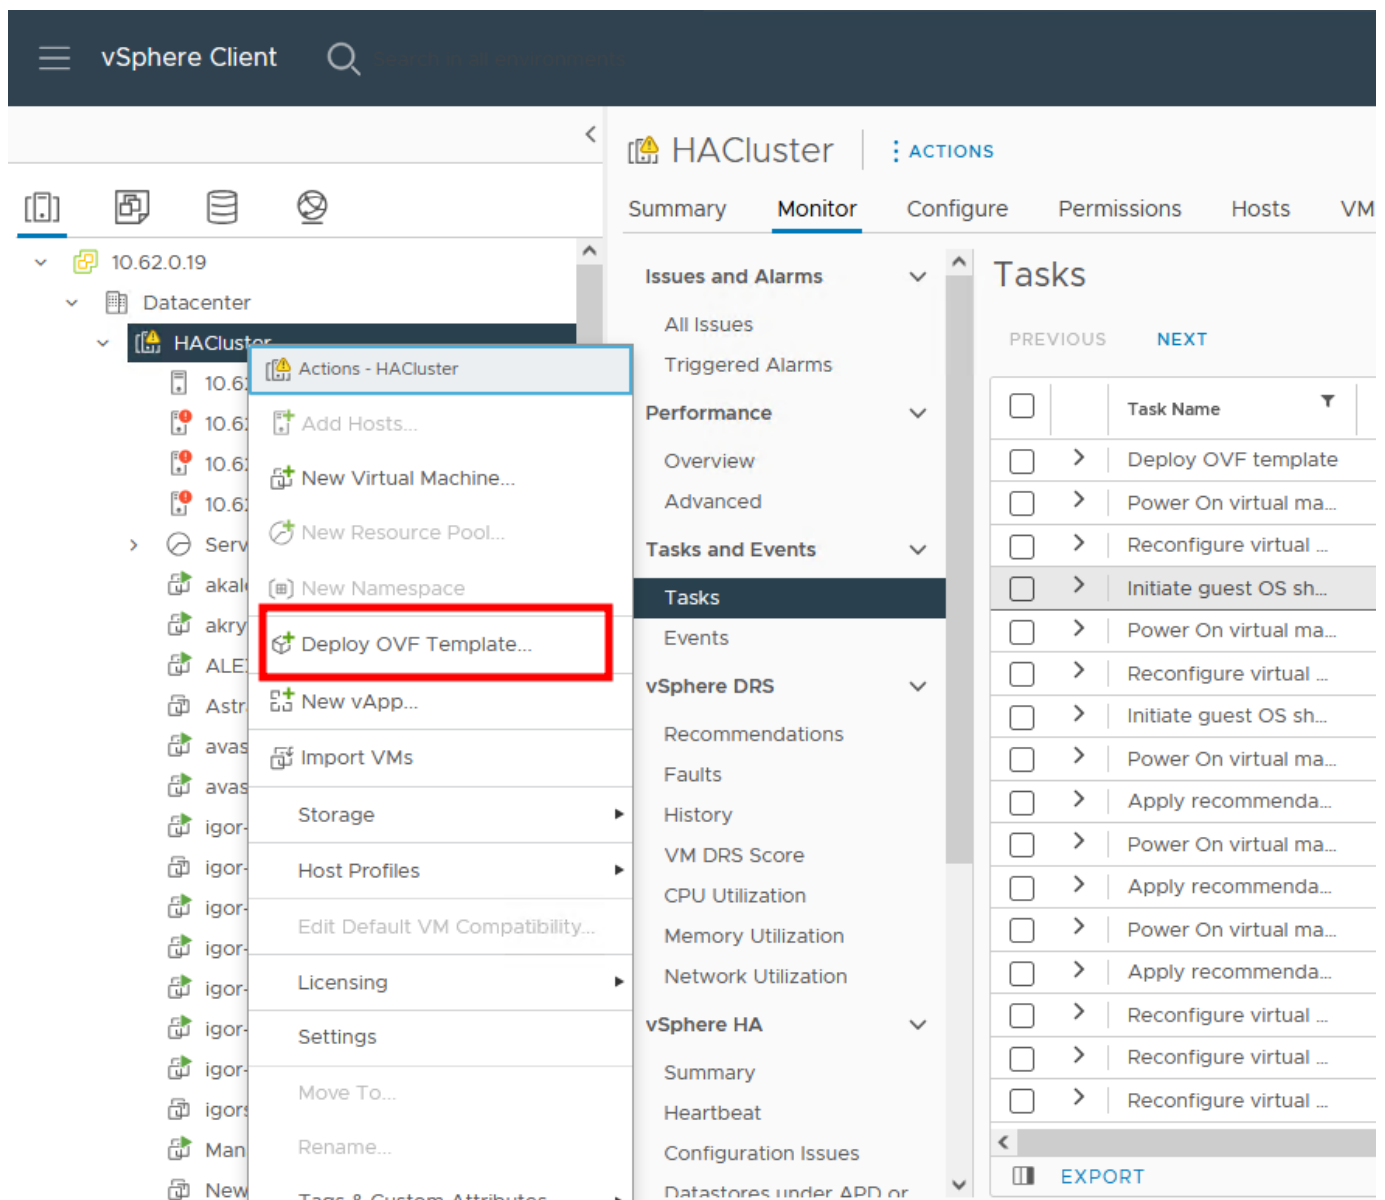 vSphere Client
HACluster
ACTIONS
Summary Monitor Configure Permissions Hosts VM
10.62.0.19
Datacenter
HACluster
Actions - HACluster
Add Hosts...
New Virtual Machine...
New Resource Pool...
New Namespace
Deploy OVF Template...
New vApp...
Import VMs
Storage
Host Profiles
Edit Default VM Compatibility...
Licensing
Settings
Move To...
Rename...
Tags & Custom Attributes
10.6
10.6
10.6
10.6
Serv
akal
akry
ALE
Astr
avas
avas
igor-
igor-
igor-
igor-
igor-
igor-
igor-
igors
Man
New
Issues and Alarms
All Issues
Triggered Alarms
Performance
Overview
Advanced
Tasks and Events
Tasks
Events
vSphere DRS
Recommendations
Faults
History
VM DRS Score
CPU Utilization
Memory Utilization
Network Utilization
vSphere HA
Summary
Heartbeat
Configuration Issues
Datastores under APD or
Tasks
PREVIOUS NEXT
Task Name
Deploy OVF template
Power On virtual ma...
Reconfigure virtual ...
Initiate guest OS sh...
Power On virtual ma...
Reconfigure virtual ...
Initiate guest OS sh...
Power On virtual ma...
Apply recommenda...
Power On virtual ma...
Apply recommenda...
Power On virtual ma...
Apply recommenda...
Reconfigure virtual ...
Reconfigure virtual ...
Reconfigure virtual ...
EXPORT